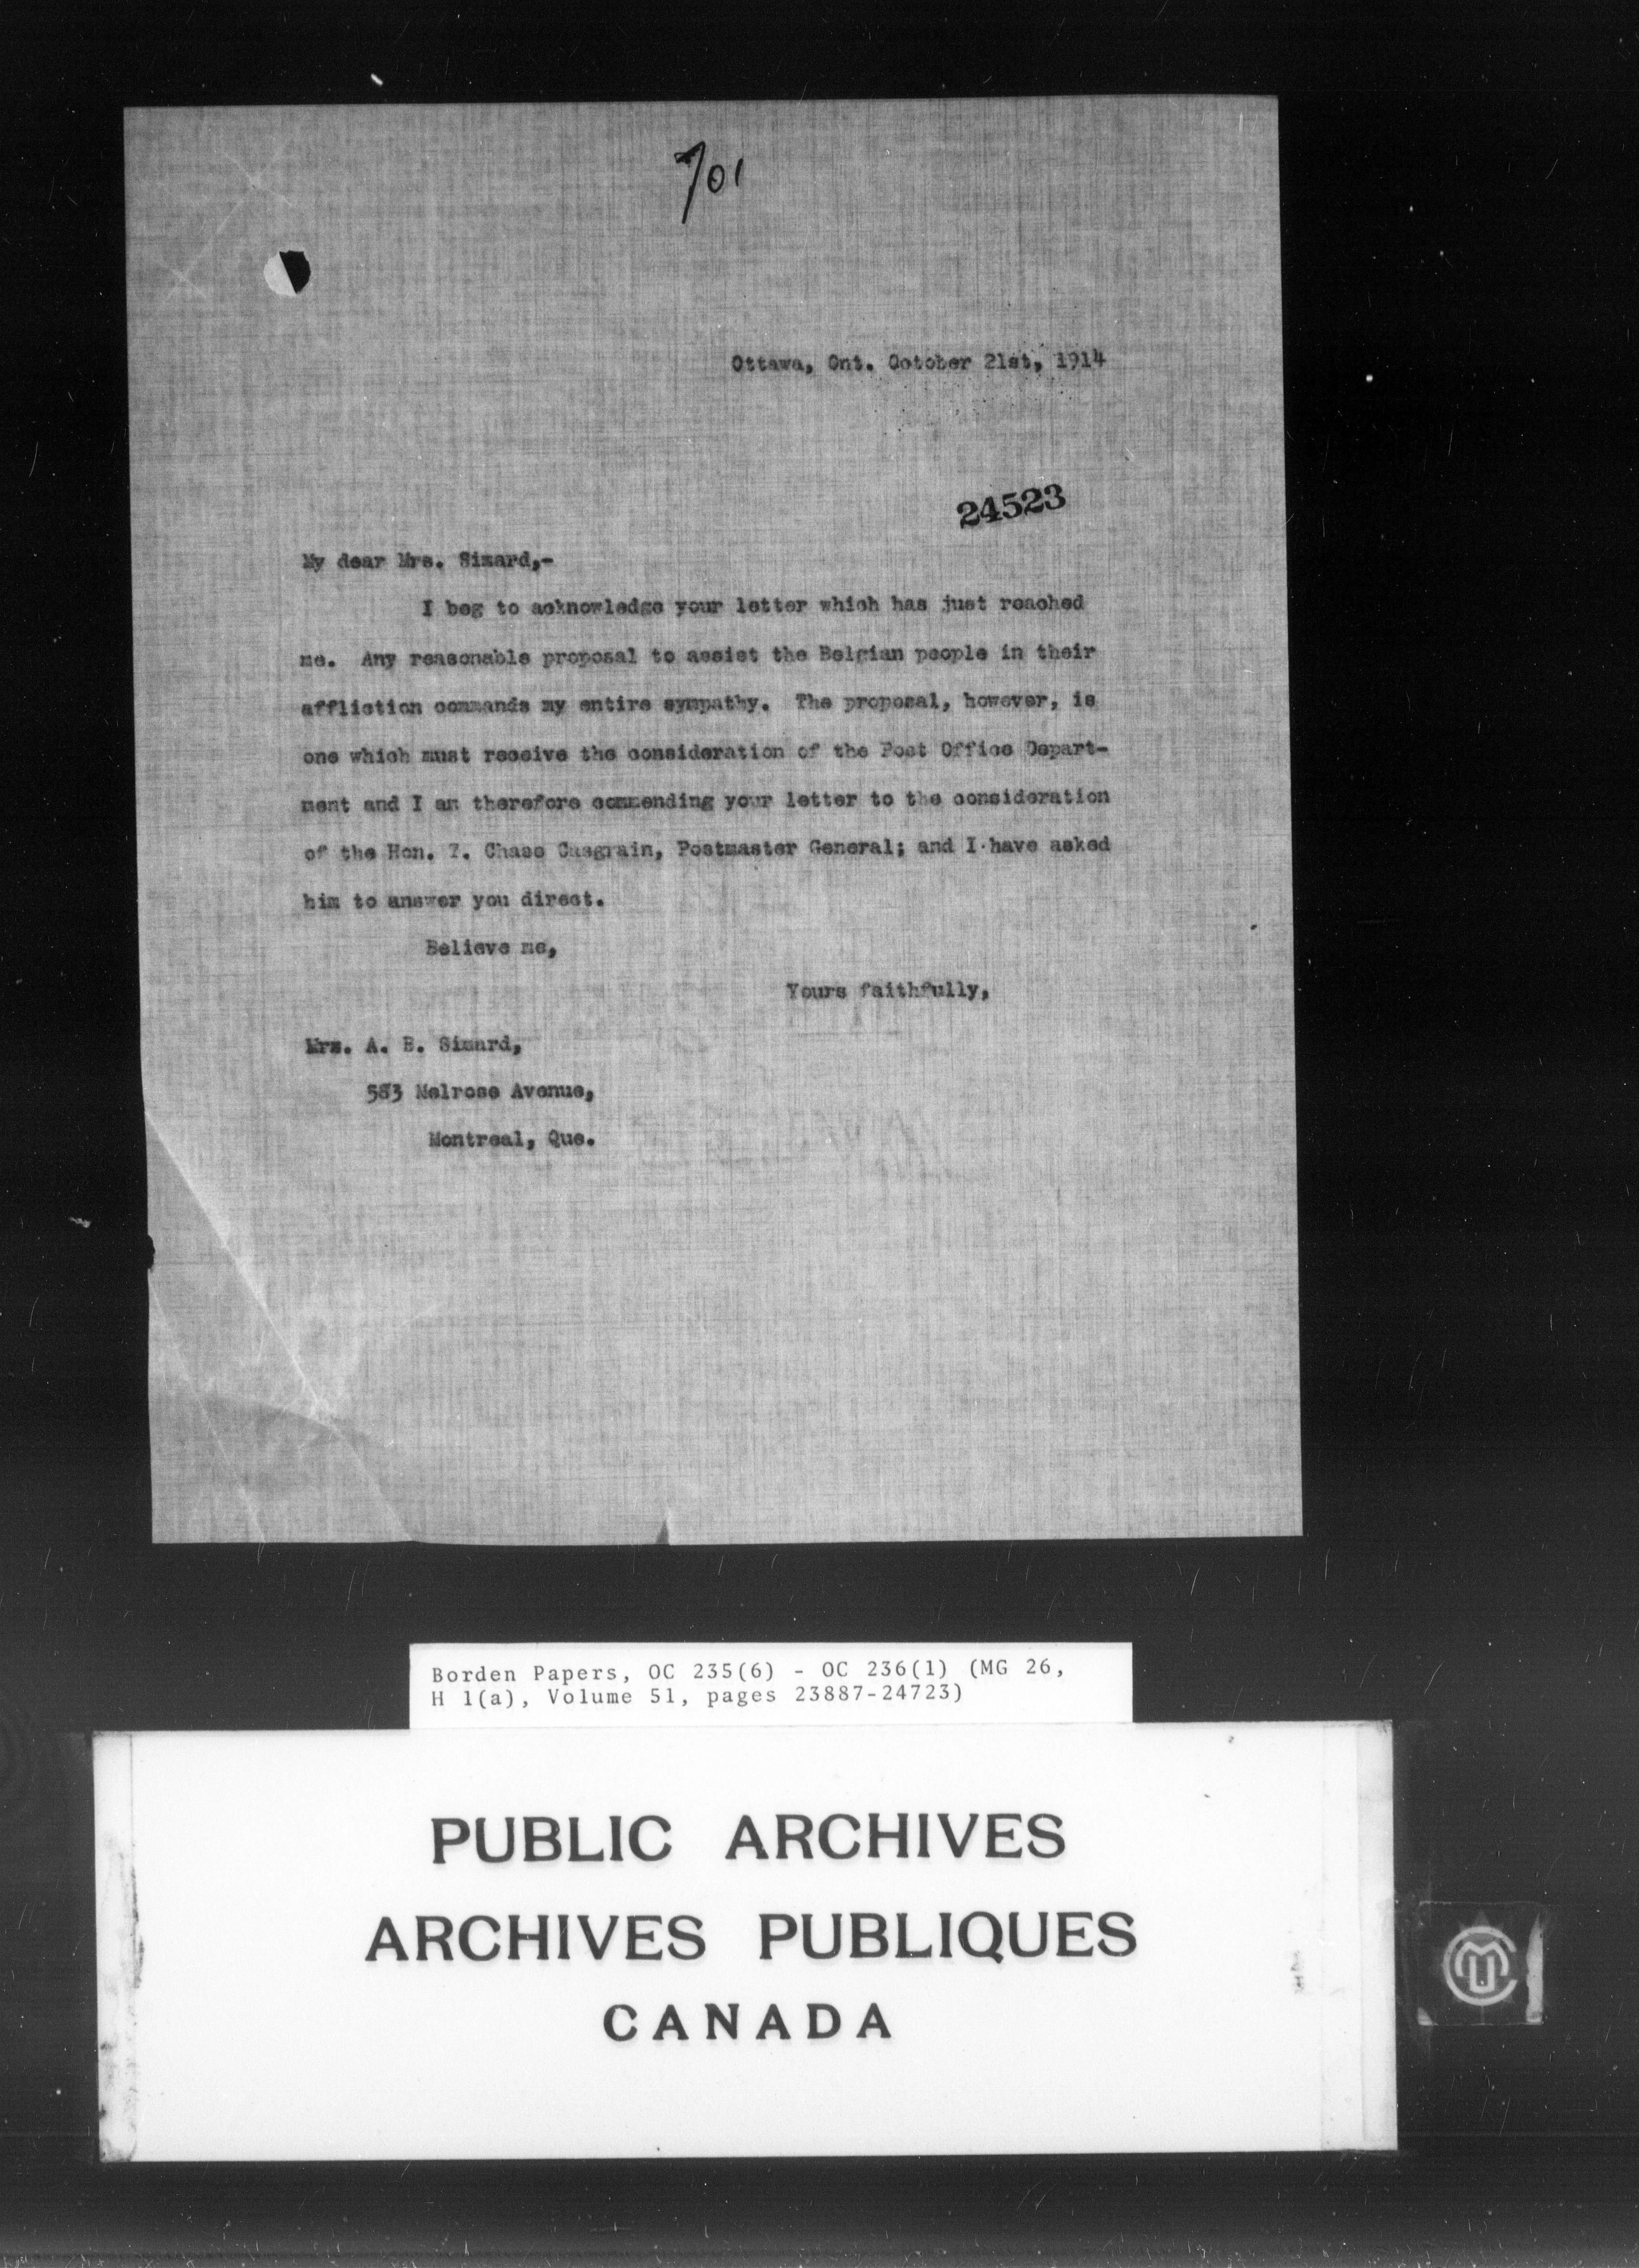 701
Ottawa, Ont. October 21st, 1914
24523
My dear Mrs. Simard,-
I beg to acknowledge your letter which has just reached
me. Any reasonable proposal to assist the Belgian people in their
affliction commands my entire sympathy. The proposal, however, is
one which must receive the consideration of the Post Office Depart-
ment and I am therefore commending your letter to the consideration
of the Hon. T. Chase Casgrain, Postmaster General; and I have asked
him to answer you direct.
Believe me,
Yours faithfully,
Mrs. A. B. Simard,
583 Melrose Avenue,
Montreal, Que.
Borden Papers, OC 235(6) - OC 236(1) (MG 26,
H 1(a), Volume 51, pages 23887-24723)
PUBLIC ARCHIVES
ARCHIVES PUBLIQUES
CANADA